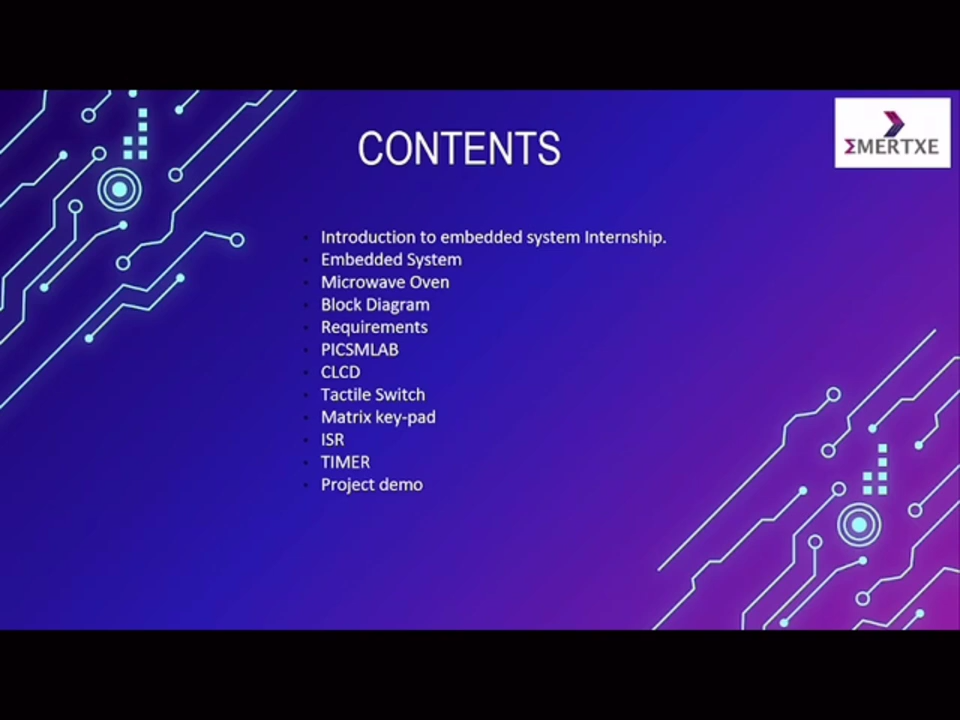 CONTENTS
ΣMERTXE
Introduction to embedded system Internship.
Embedded System
Microwave Oven
Block Diagram
Requirements
PICSMLAB
CLCD
Tactile Switch
Matrix key-pad
ISR
TIMER
Project demo